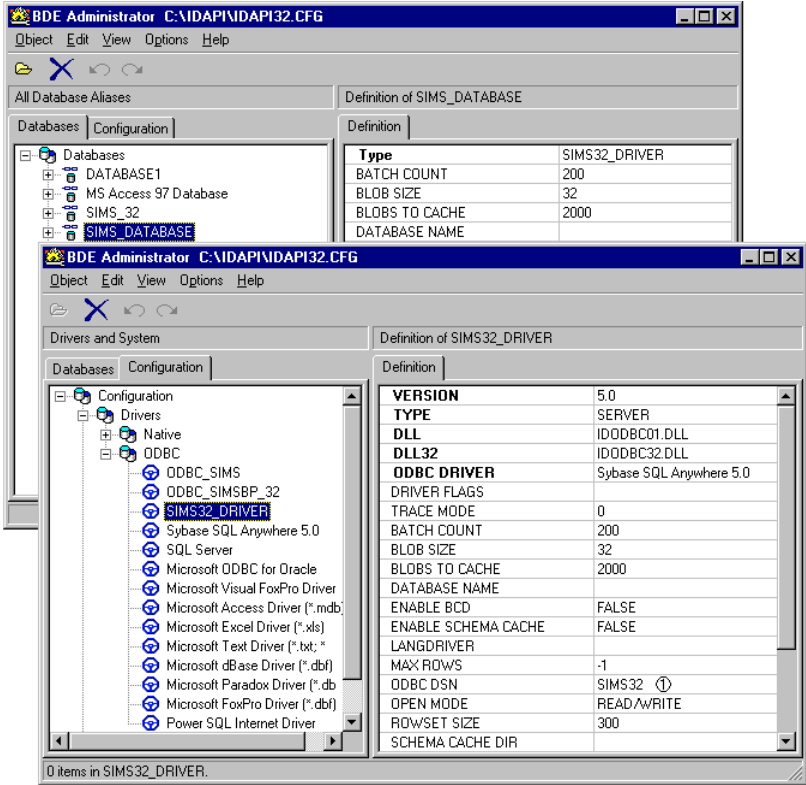 BDE Administrator C:\IDAPI\IDAPI32.CFG
Object Edit View Options Help
All Database Aliases
Definition of SIMS_DATABASE
Databases Configuration
Definition
Databases
DATABASE1
MS Access 97 Database
SIMS_32
SIMS_DATABASE
Type SIMS32_DRIVER
BATCH COUNT 200
BLOB SIZE 32
BLOBS TO CACHE 2000
DATABASE NAME
BDE Administrator C:\IDAPI\IDAPI32.CFG
Object Edit View Options Help
Drivers and System
Definition of SIMS32_DRIVER
Databases Configuration
Definition
Configuration
Drivers
Native
ODBC
ODBC_SIMS
ODBC_SIMSBP_32
SIMS32_DRIVER
Sybase SQL Anywhere 5.0
SQL Server
Microsoft ODBC for Oracle
Microsoft Visual FoxPro Driver
Microsoft Access Driver (*.mdb)
Microsoft Excel Driver (*.xls)
Microsoft Text Driver (*.txt; *
Microsoft dBase Driver (*.dbf)
Microsoft Paradox Driver (*.db
Microsoft FoxPro Driver (*.dbf)
Power SQL Internet Driver
VERSION 5.0
TYPE SERVER
DLL IDODBC01.DLL
DLL32 IDODBC32.DLL
ODBC DRIVER Sybase SQL Anywhere 5.0
DRIVER FLAGS
TRACE MODE 0
BATCH COUNT 200
BLOB SIZE 32
BLOBS TO CACHE 2000
DATABASE NAME
ENABLE BCD FALSE
ENABLE SCHEMA CACHE FALSE
LANGDRIVER
MAX ROWS -1
ODBC DSN SIMS32 ①
OPEN MODE READ/WRITE
ROWSET SIZE 300
SCHEMA CACHE DIR
0 items in SIMS32_DRIVER.